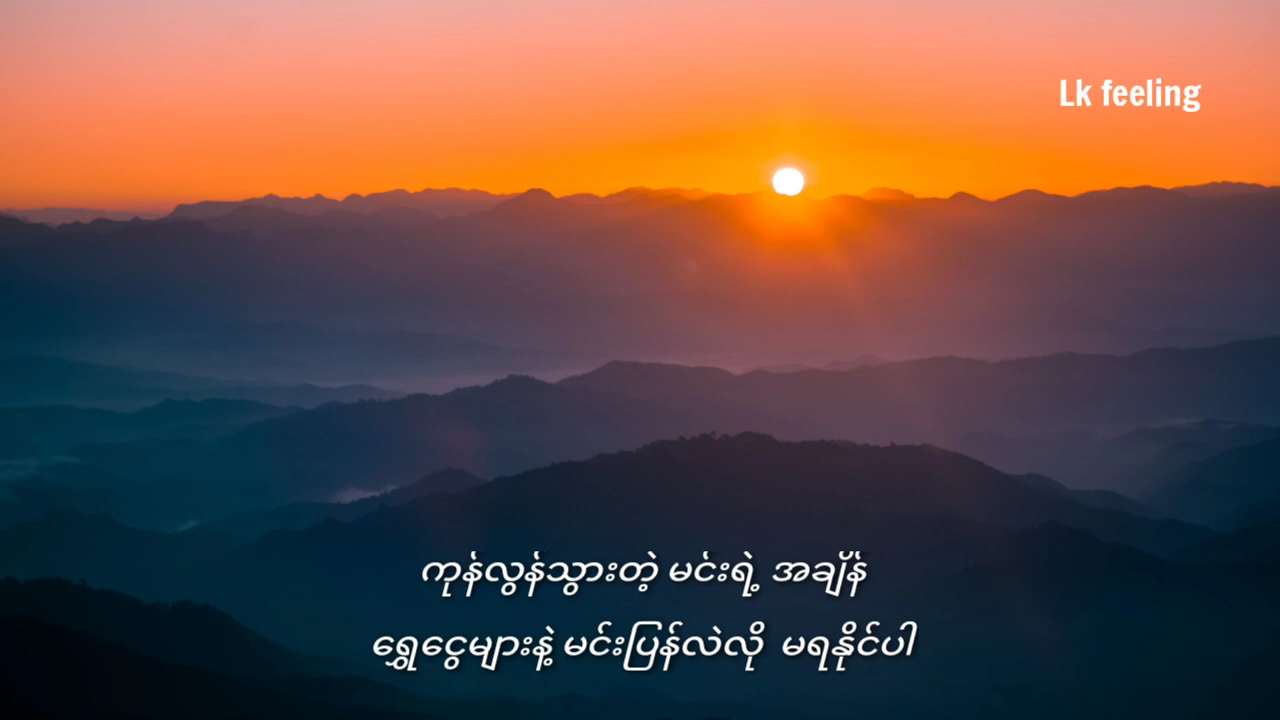 Lk feeling
ကုန်လွန်သွားတဲ့ မင်းရဲ့ အချိန်
ရွှေငွေများနဲ့ မင်းပြန်လဲလို မရနိုင်ပါ